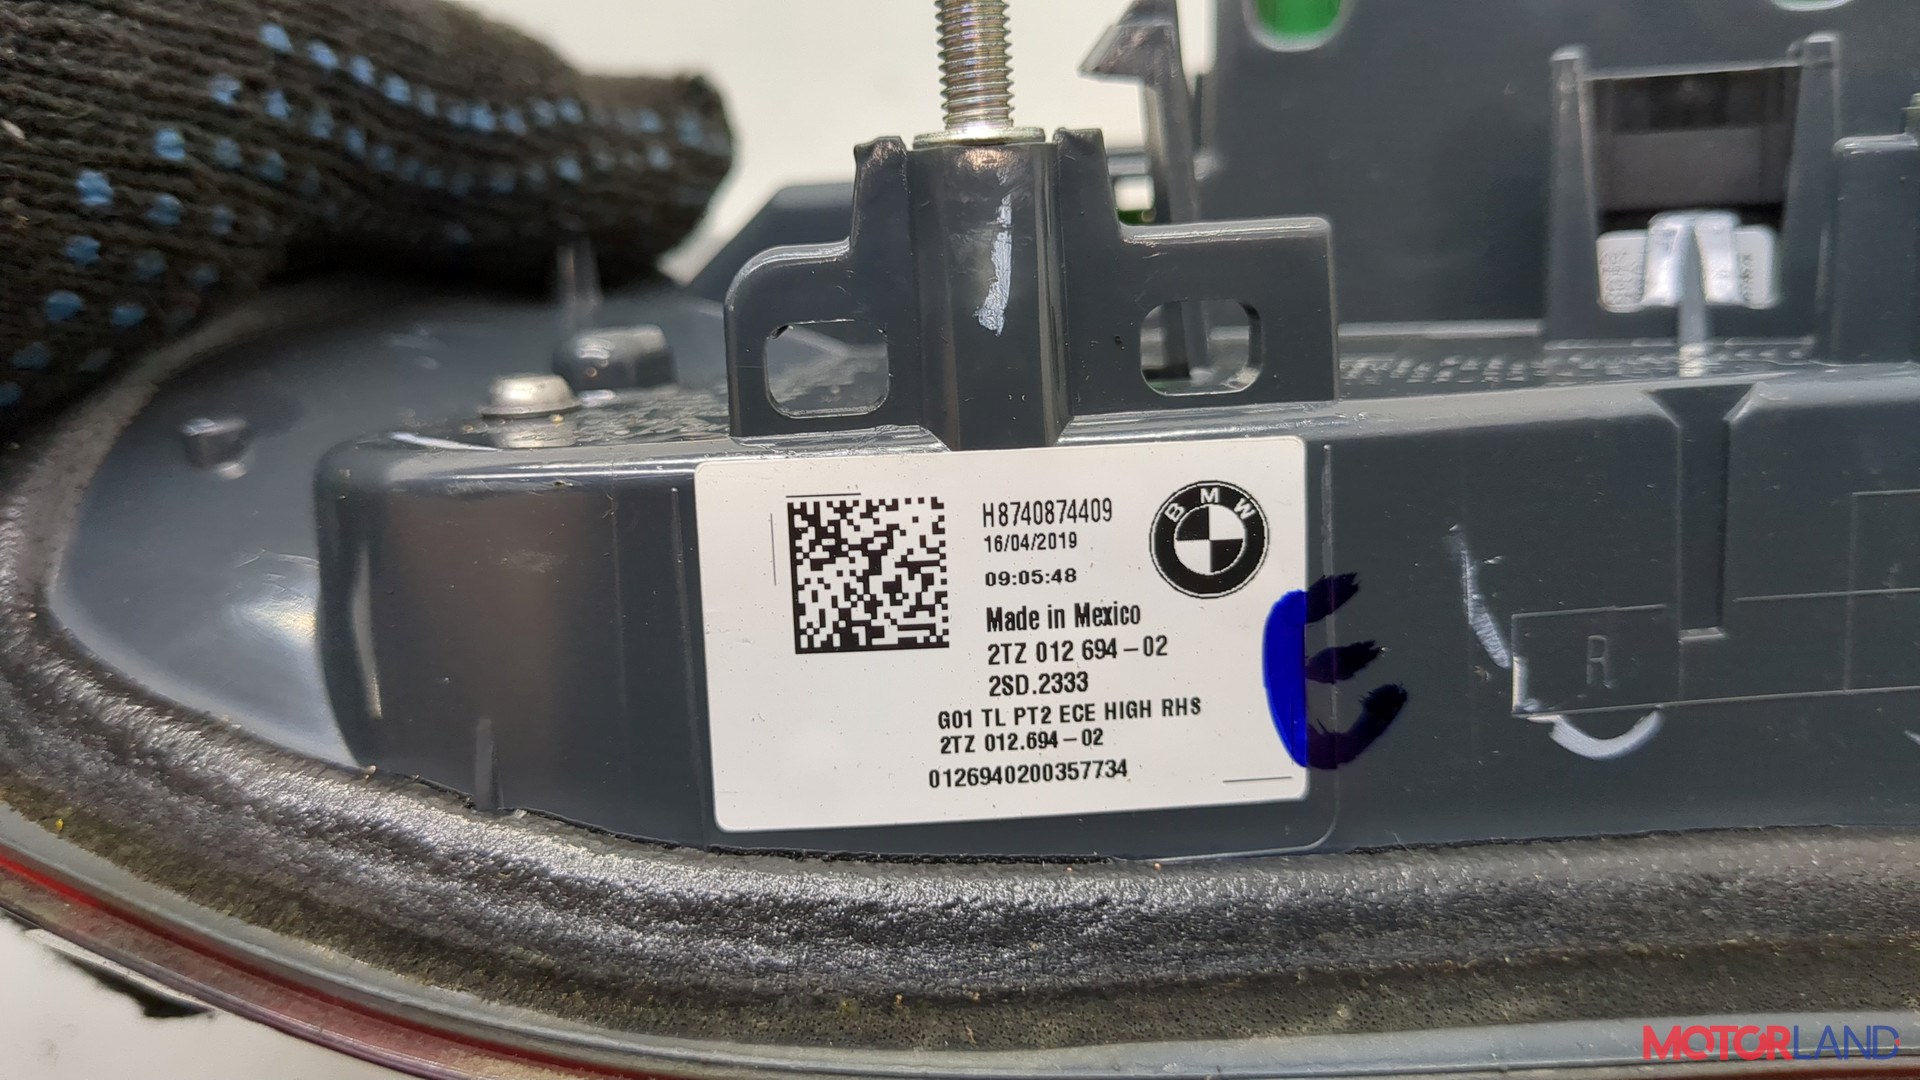 H8740874409
16/04/2019
09:05:48
BMW
Made in Mexico
2TZ 012 694-02
2SD.2333
G01 TL PT2 ECE HIGH RHS
2TZ 012.694-02
0126940200357734
E
R
MOTORLAND